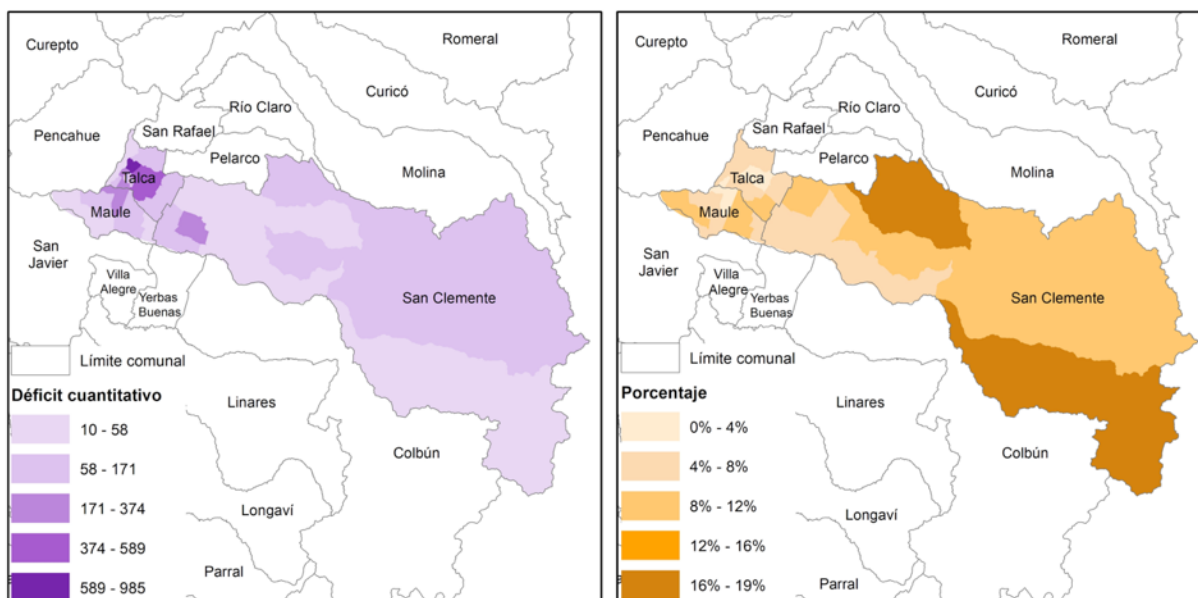 Curepto
Romeral
Curicó
Río Claro
Pencahue
San Rafael
Pelarco
Molina
Talca
Maule
San
Javier
Villa
Alegre
Yerbas
Buenas
San Clemente
Límite comunal
Déficit cuantitativo
10 - 58
58 - 171
171 - 374
374 - 589
589 - 985
Linares
Colbún
Longaví
Parral
Curepto
Romeral
Curicó
Río Claro
Pencahue
San Rafael
Pelarco
Molina
Talca
Maule
San
Javier
Villa
Alegre
Yerbas
Buenas
San Clemente
Límite comunal
Porcentaje
0% - 4%
4% - 8%
8% - 12%
12% - 16%
16% - 19%
Linares
Colbún
Longaví
Parral